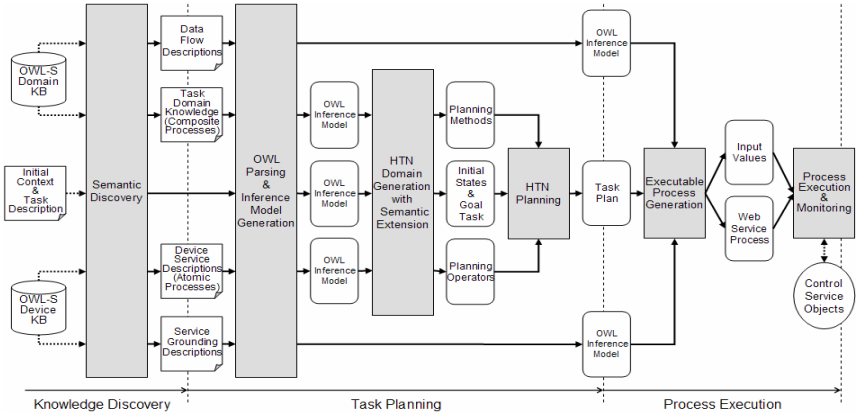 OWL-S
Domain
KB
Initial
Context
&
Task
Description
OWL-S
Device
KB
Semantic
Discovery
Data
Flow
Descriptions
Task
Domain
Knowledge
(Composite
Processes)
Device
Service
Descriptions
(Atomic
Processes)
Service
Grounding
Descriptions
OWL
Parsing
&
Inference
Model
Generation
OWL
Inference
Model
OWL
Inference
Model
OWL
Inference
Model
HTN
Domain
Generation
with
Semantic
Extension
Planning
Methods
Initial
States &
Goal
Task
Planning
Operators
HTN
Planning
OWL
Inference
Model
Task
Plan
OWL
Inference
Model
Executable
Process
Generation
Input
Values
Web
Service
Process
Process
Execution
&
Monitoring
Control
Service
Objects
Knowledge Discovery
Task Planning
Process Execution